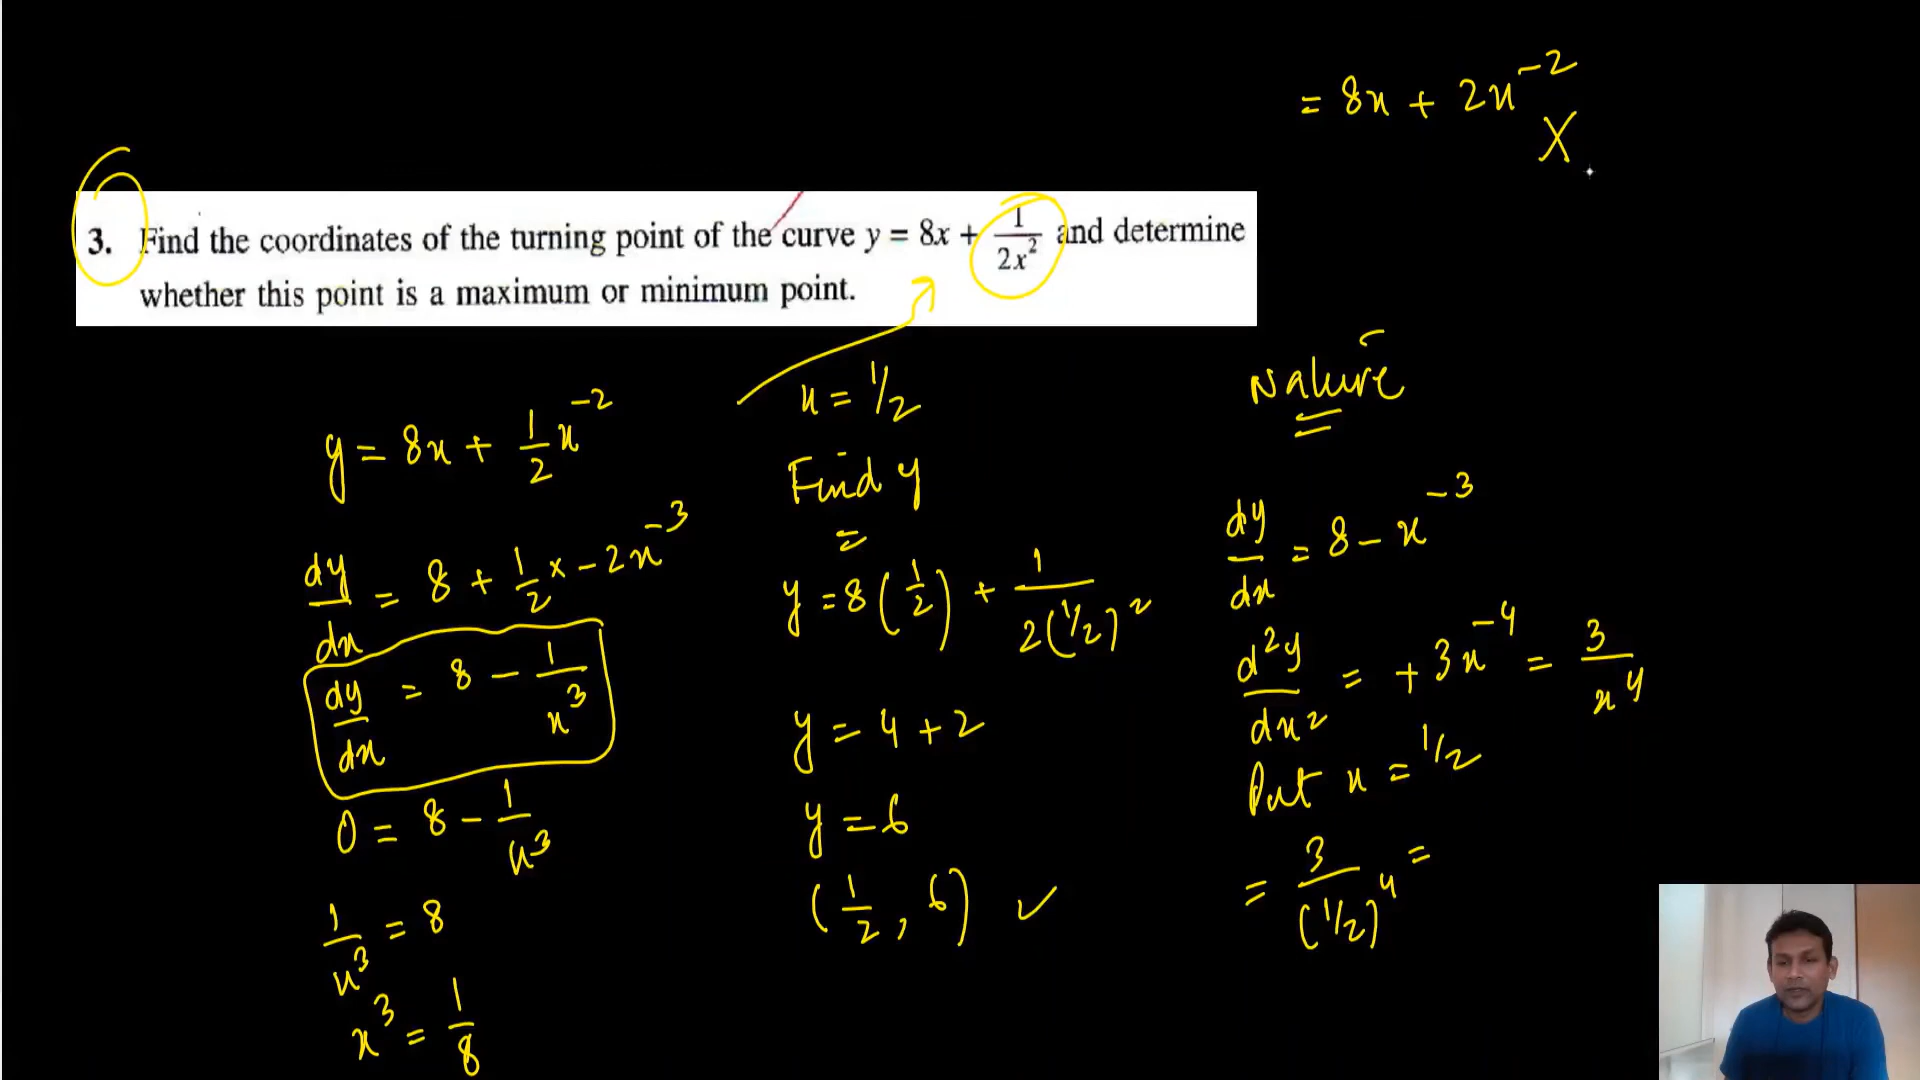 = 8x + 2x⁻²
X
3. Find the coordinates of the turning point of the curve y = 8x + 1/2x² and determine
whether this point is a maximum or minimum point.
y = 8x + 1/2 x⁻²
dy/dx = 8 + 1/2 x - 2x⁻³
dy/dx = 8 - 1/x³
0 = 8 - 1/x³
1/x³ = 8
x³ = 1/8
x = 1/2
Find y
y = 8(1/2) + 1/2(1/2)²
y = 4 + 2
y = 6
(1/2, 6) ✓
Nature
dy/dx = 8 - x⁻³
d²y/dx² = + 3x⁻⁴ = 3/x⁴
Put x = 1/2
= 3/(1/2)⁴ =